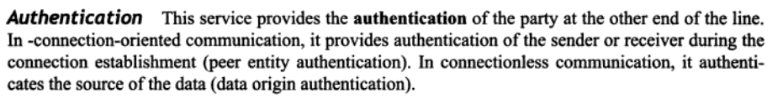 Authentication This service provides the authentication of the party at the other end of the line.
In -connection-oriented communication, it provides authentication of the sender or receiver during the
connection establishment (peer entity authentication). In connectionless communication, it authenti-
cates the source of the data (data origin authentication).